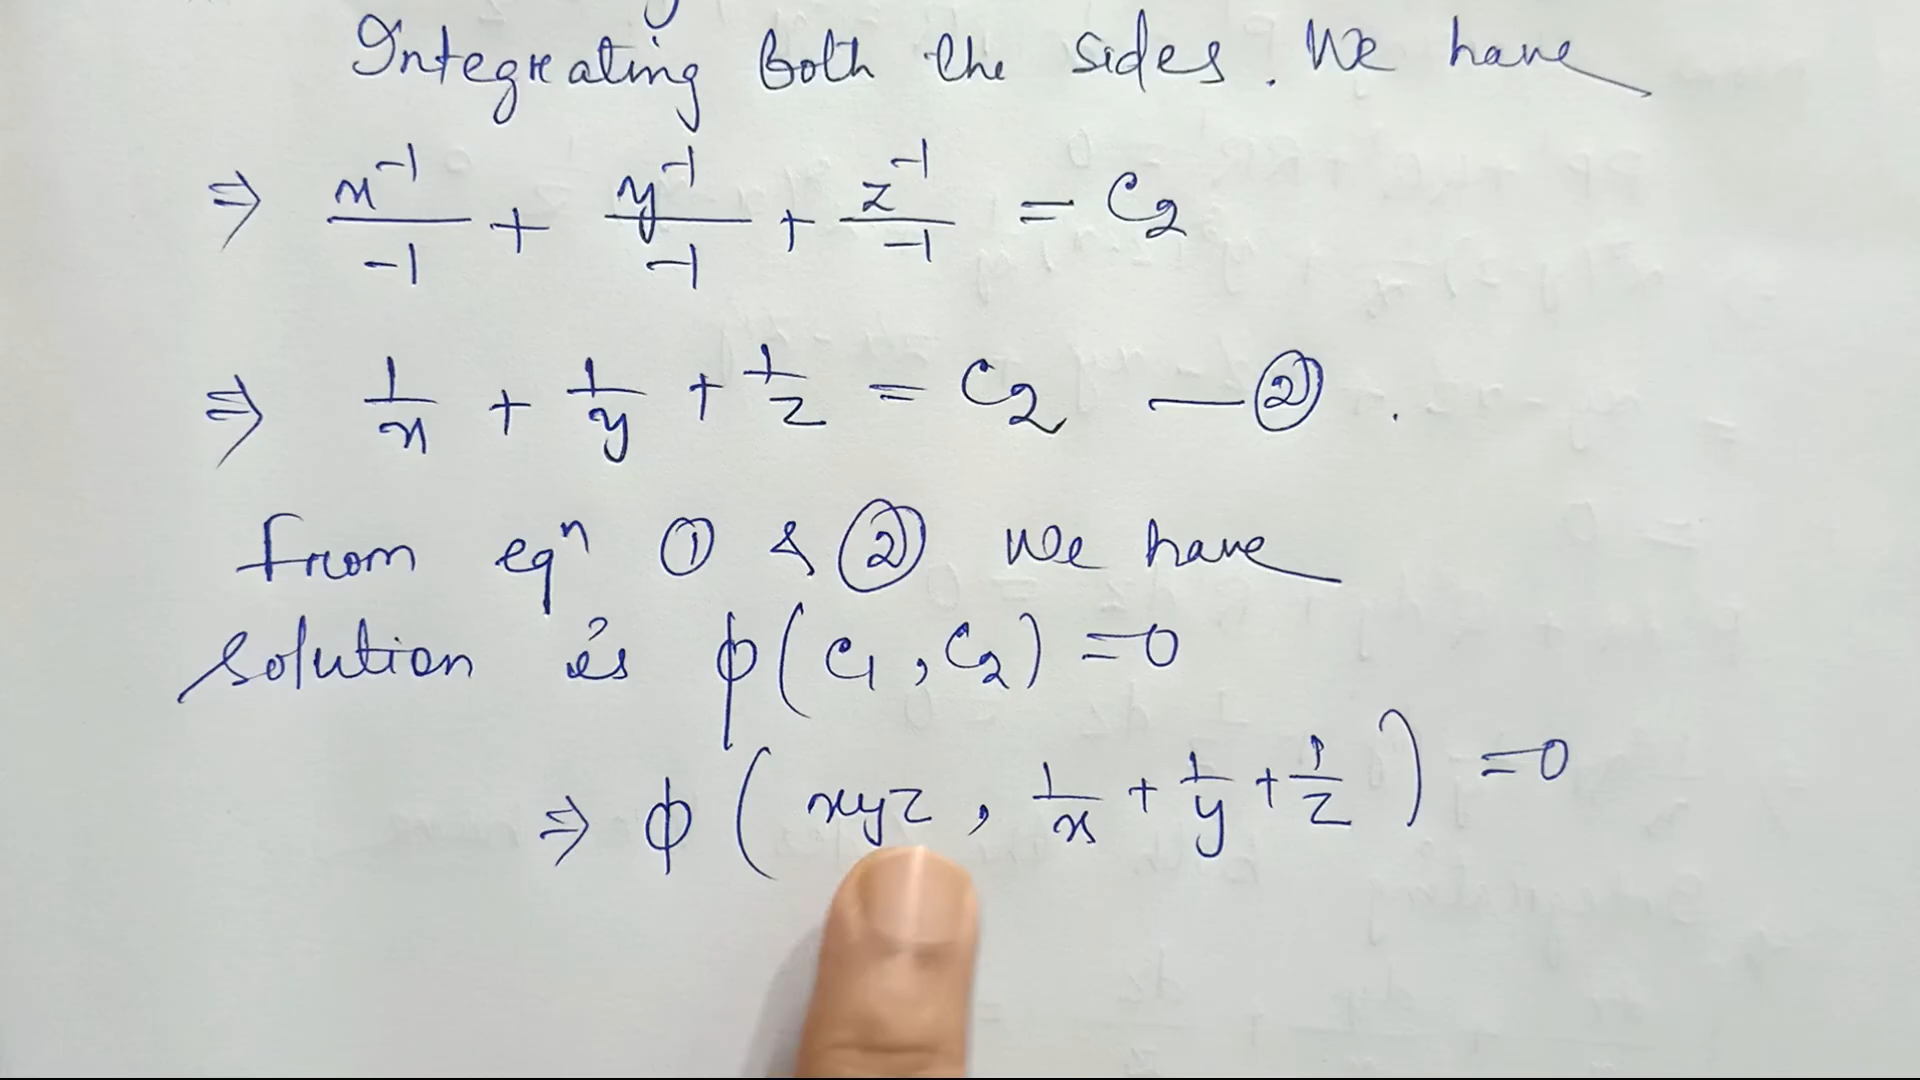 Integrating both the sides. We have
⇒ x⁻¹/-1 + y⁻¹/-1 + z⁻¹/-1 = C₂
⇒ 1/x + 1/y + 1/z = C₂ — ②.
From eqⁿ ① & ② we have
solution is φ(C₁, C₂) = 0
⇒ φ(xyz, 1/x + 1/y + 1/z) = 0